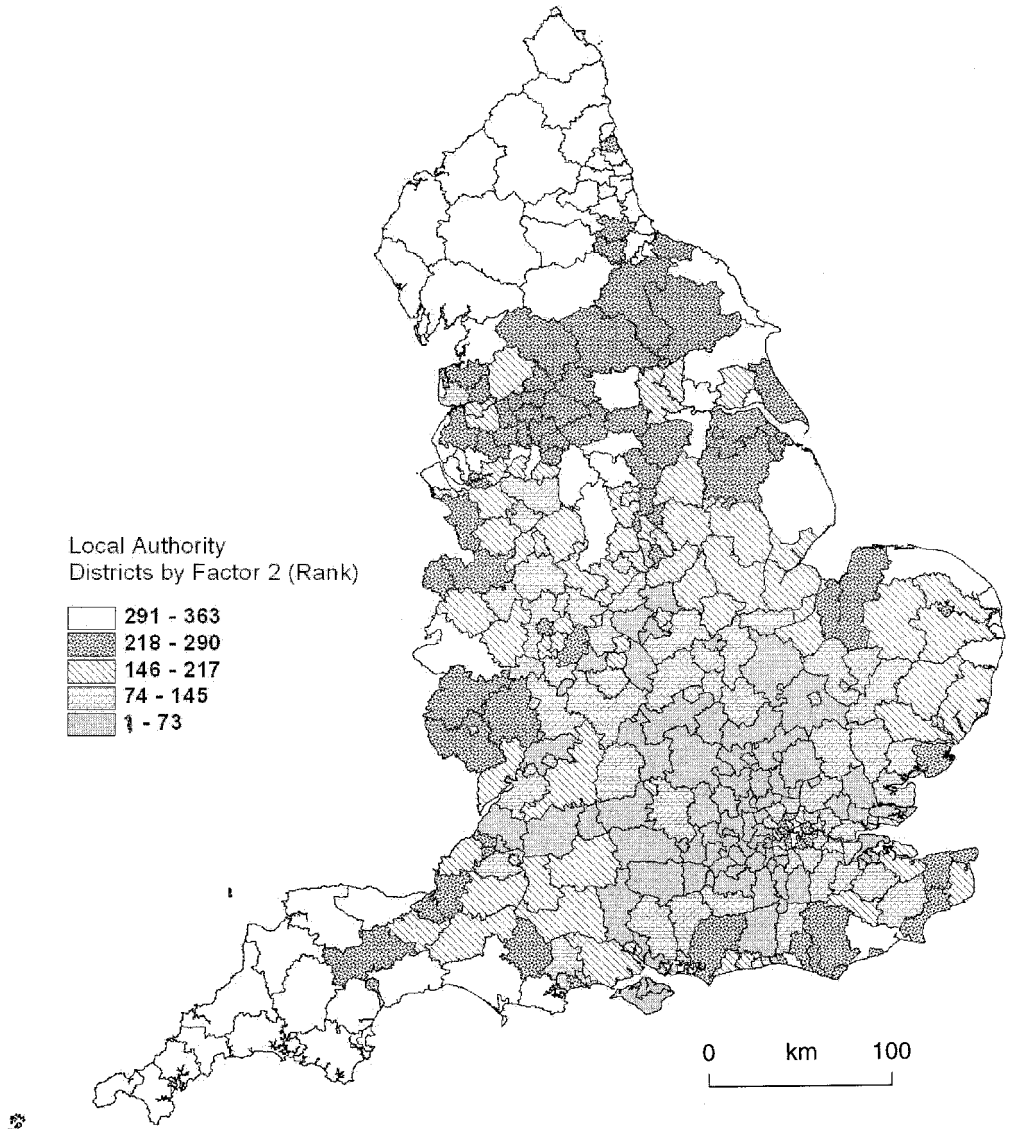 Local Authority
Districts by Factor 2 (Rank)
291 - 363
218 - 290
146 - 217
74 - 145
1 - 73
0 km 100